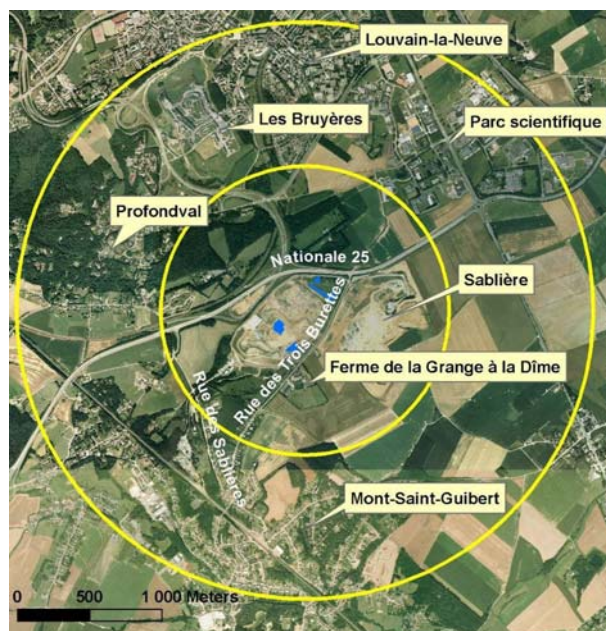 Louvain-la-Neuve
Les Bruyères
Parc scientifique
Profondval
Nationale 25
Sablière
Rue des Trois Burettes
Ferme de la Grange à la Dîme
Rue des Sablières
Mont-Saint-Guibert
0 500 1 000 Meters